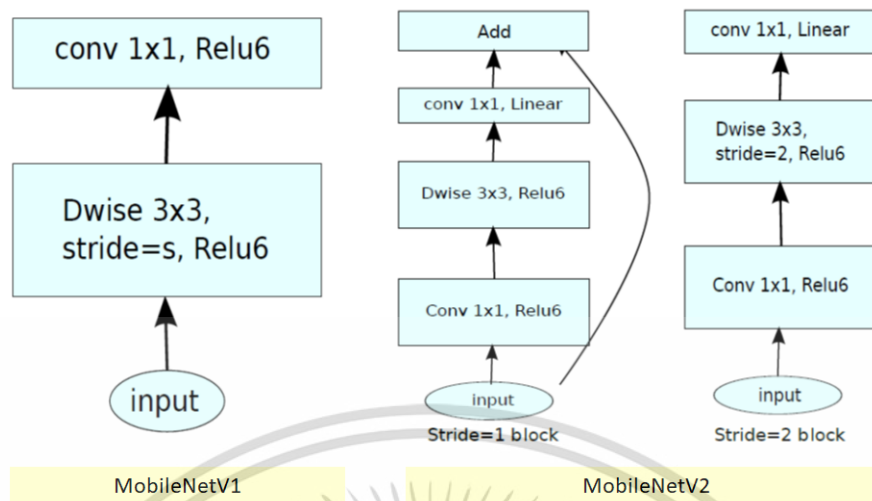 conv 1x1, Relu6
Dwise 3x3,
stride=s, Relu6
input
MobileNetV1
Add
conv 1x1, Linear
Dwise 3x3, Relu6
Conv 1x1, Relu6
input
Stride=1 block
conv 1x1, Linear
Dwise 3x3,
stride=2, Relu6
Conv 1x1, Relu6
input
Stride=2 block
MobileNetV2